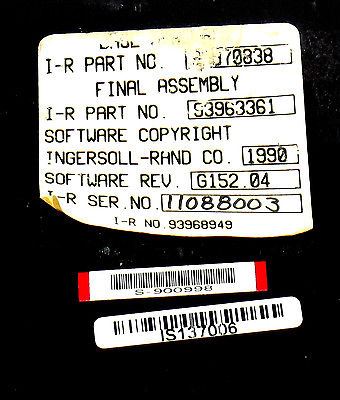 I-R PART NO.
FINAL ASSEMBLY
I-R PART NO. 93963361
SOFTWARE COPYRIGHT
INGERSOLL-RAND CO. 1990
SOFTWARE REV. G152.04
I-R SER.NO. 11088003
I-R NO.93968949
S-900998
IS137006